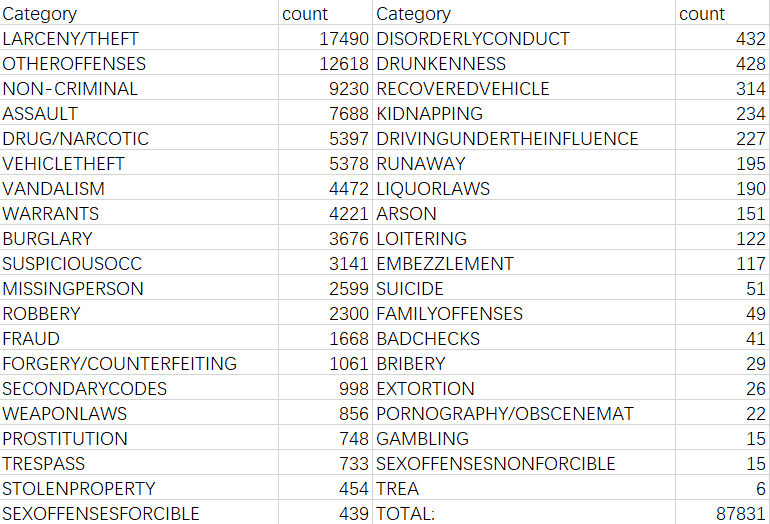 Category count Category count
LARCENY/THEFT 17490 DISORDERLYCONDUCT 432
OTHEROFFENSES 12618 DRUNKENNESS 428
NON-CRIMINAL 9230 RECOVEREDVEHICLE 314
ASSAULT 7688 KIDNAPPING 234
DRUG/NARCOTIC 5397 DRIVINGUNDERTHEINFLUENCE 227
VEHICLETHEFT 5378 RUNAWAY 195
VANDALISM 4472 LIQUORLAWS 190
WARRANTS 4221 ARSON 151
BURGLARY 3676 LOITERING 122
SUSPICIOUSOCC 3141 EMBEZZLEMENT 117
MISSINGPERSON 2599 SUICIDE 51
ROBBERY 2300 FAMILYOFFENSES 49
FRAUD 1668 BADCHECKS 41
FORGERY/COUNTERFEITING 1061 BRIBERY 29
SECONDARYCODES 998 EXTORTION 26
WEAPONLAWS 856 PORNOGRAPHY/OBSCENEMAT 22
PROSTITUTION 748 GAMBLING 15
TRESPASS 733 SEXOFFENSESNONFORCIBLE 15
STOLENPROPERTY 454 TREA 6
SEXOFFENSESFORCIBLE 439 TOTAL: 87831